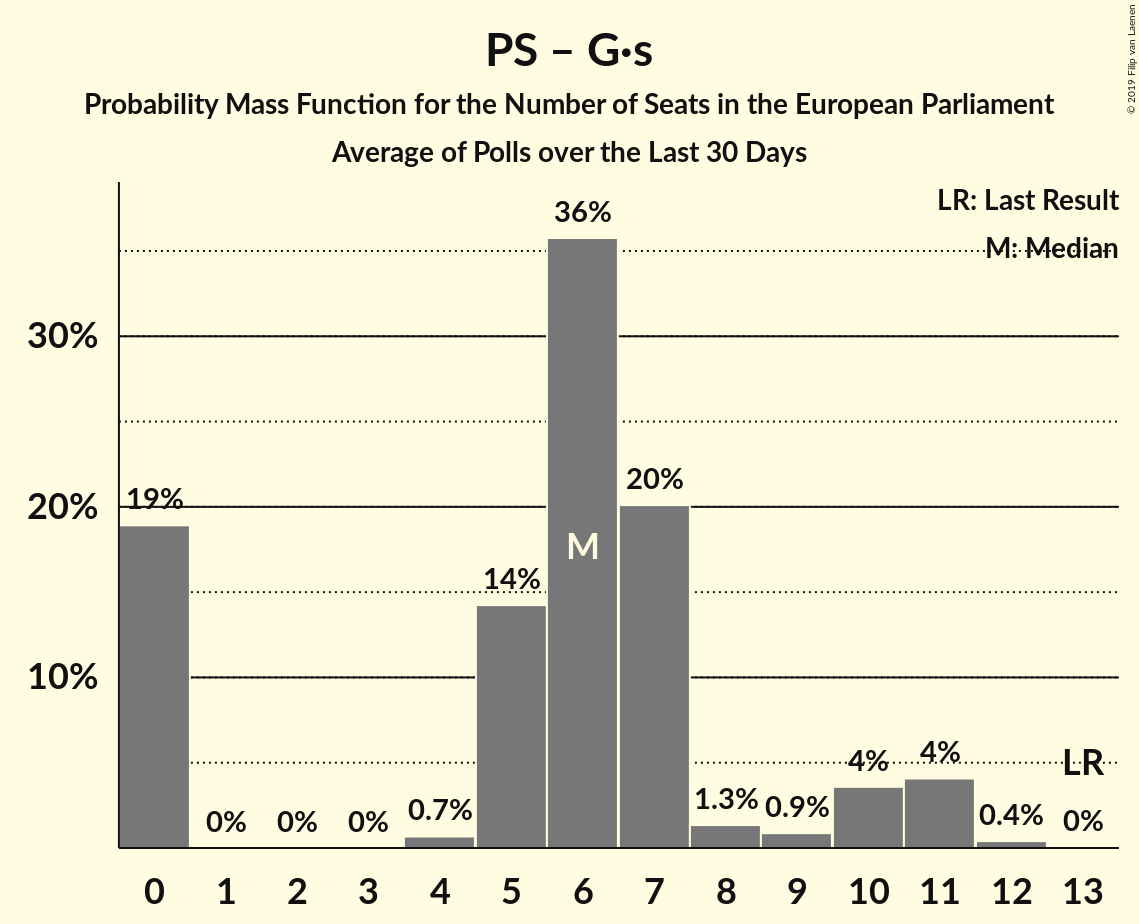 PS – G·s
Probability Mass Function for the Number of Seats in the European Parliament
Average of Polls over the Last 30 Days
© 2019 Filip van Laenen
LR: Last Result
M: Median
30%
20%
10%
19%
0%
0%
0%
0.7%
14%
36%
M
20%
1.3%
0.9%
4%
4%
0.4%
LR
0%
0 1 2 3 4 5 6 7 8 9 10 11 12 13